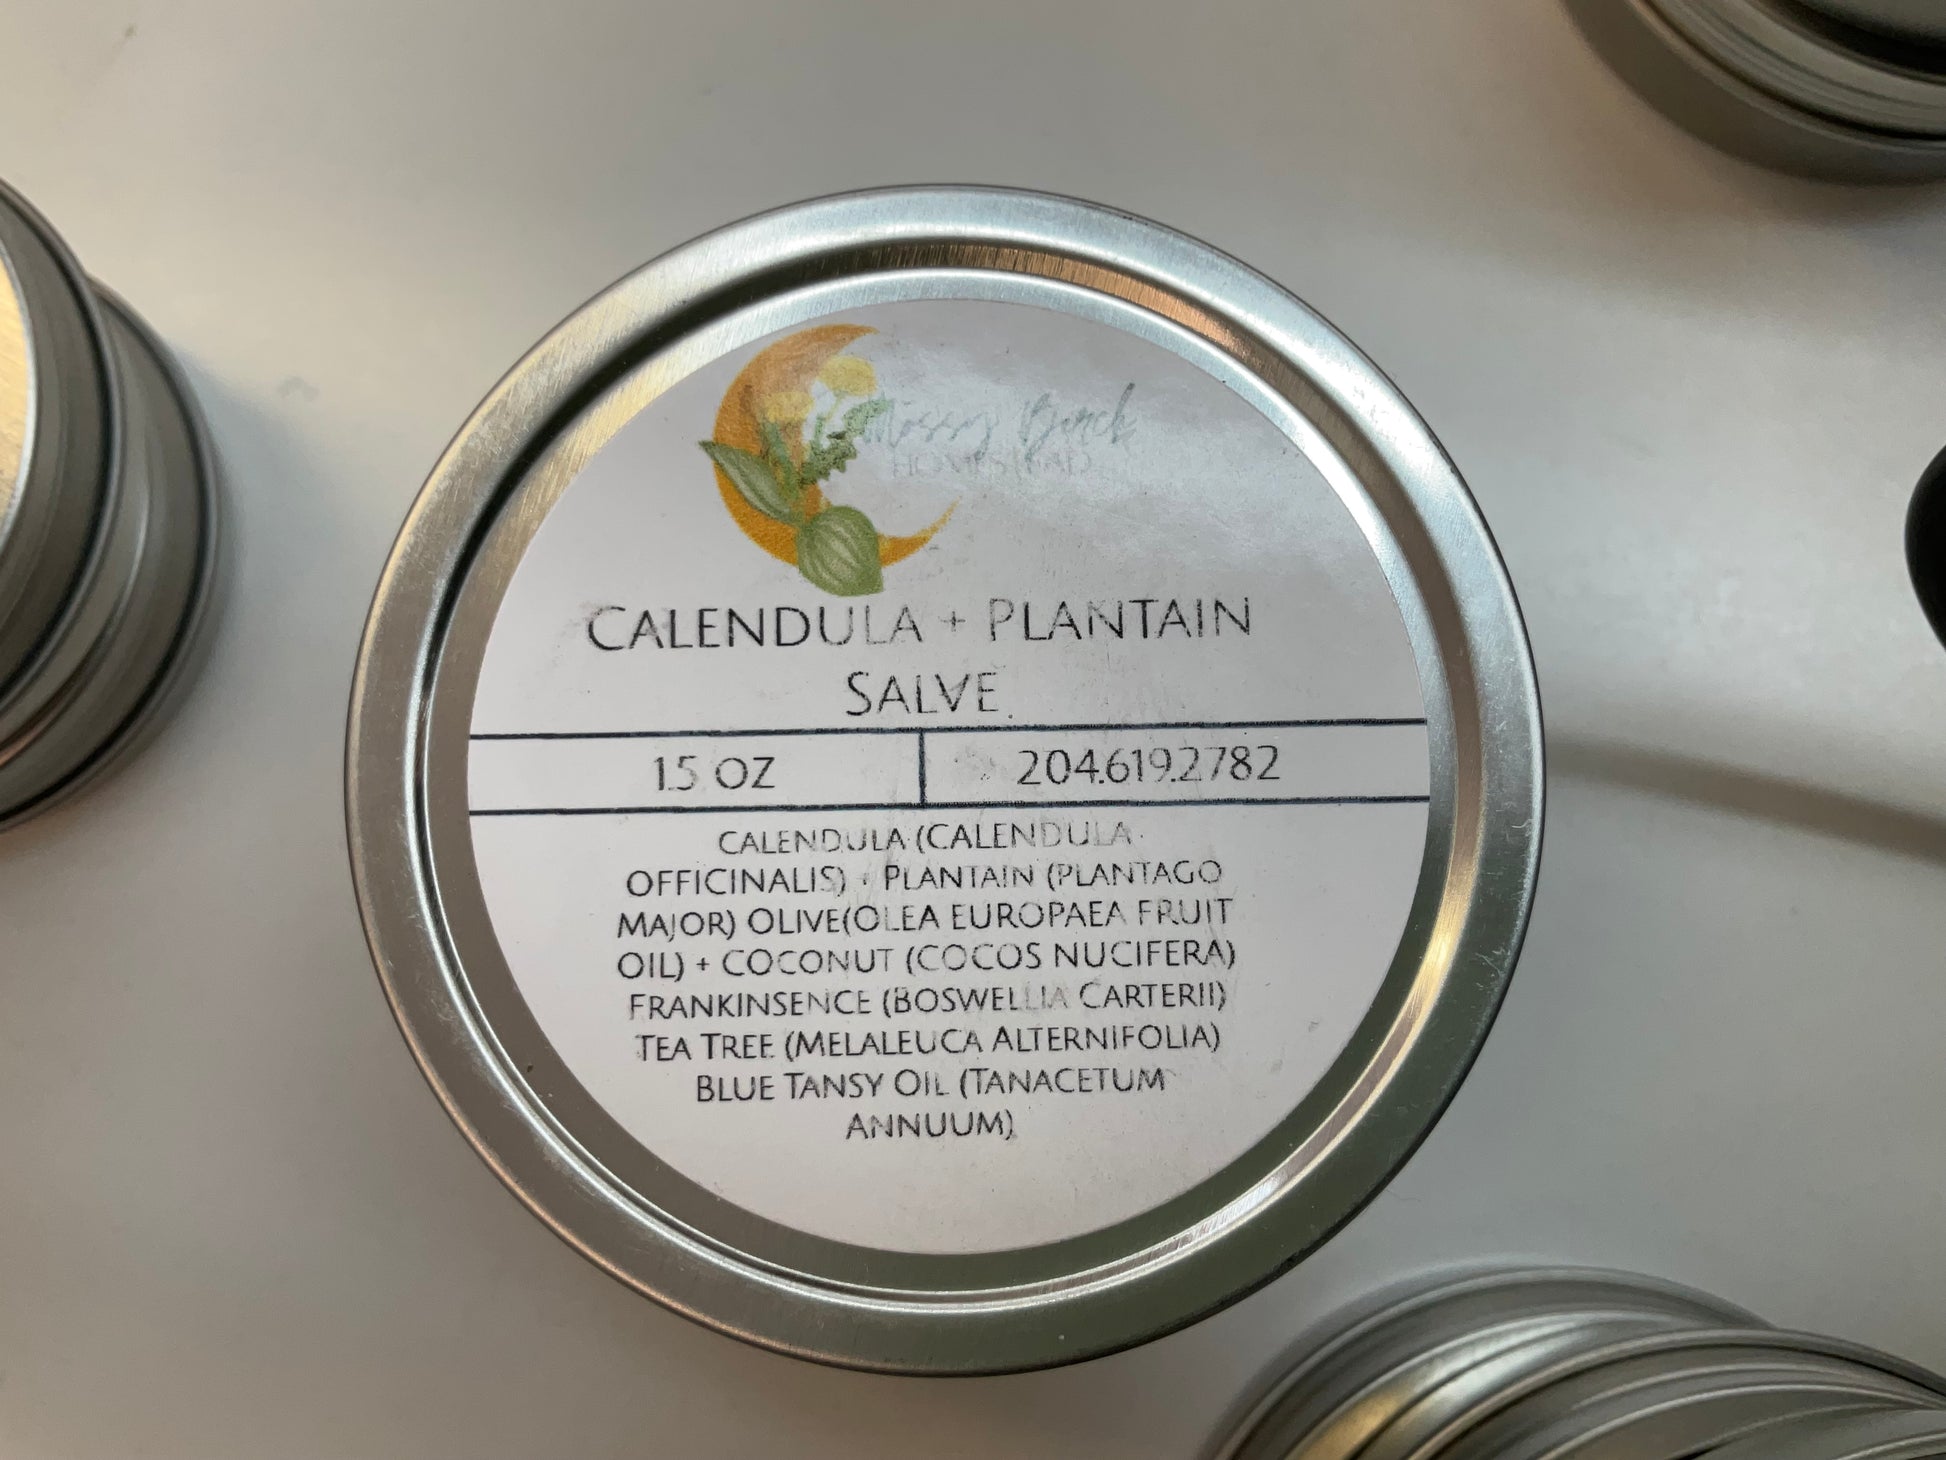 Mossy Birch
HOMESTEAD
CALENDULA + PLANTAIN
SALVE
1.5 OZ
204.619.2782
CALENDULA (CALENDULA
OFFICINALIS) + PLANTAIN (PLANTAGO
MAJOR) OLIVE(OLEA EUROPAEA FRUIT
OIL) + COCONUT (COCOS NUCIFERA)
FRANKINSENCE (BOSWELLIA CARTERII)
TEA TREE (MELALEUCA ALTERNIFOLIA)
BLUE TANSY OIL (TANACETUM
ANNUUM)